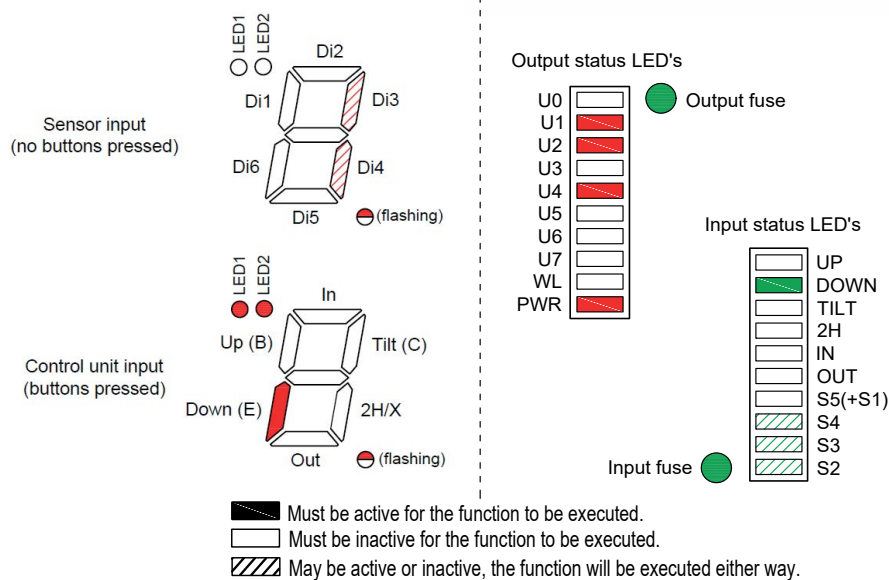 LED1
LED2
Di2
Di1
Di3
Sensor input
(no buttons pressed)
Di6
Di4
Di5
(flashing)
LED1
LED2
In
Up (B)
Tilt (C)
Control unit input
(buttons pressed)
Down (E)
2H/X
Out
(flashing)
Output status LED's
U0
Output fuse
U1
U2
U3
U4
U5
U6
U7
WL
PWR
Input status LED's
UP
DOWN
TILT
2H
IN
OUT
S5(+S1)
S4
S3
Input fuse
S2
Must be active for the function to be executed.
Must be inactive for the function to be executed.
May be active or inactive, the function will be executed either way.